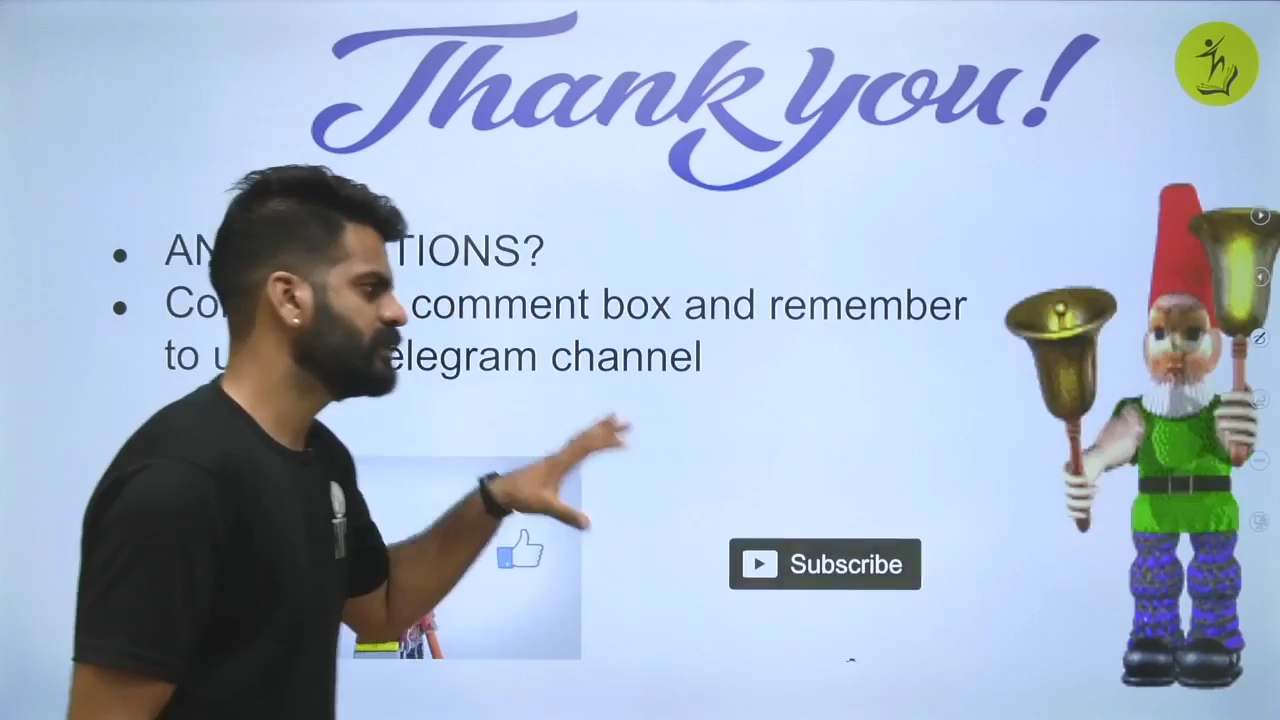 Thank you!
• AN TIONS?
• Co comment box and remember
to u elegram channel
Subscribe